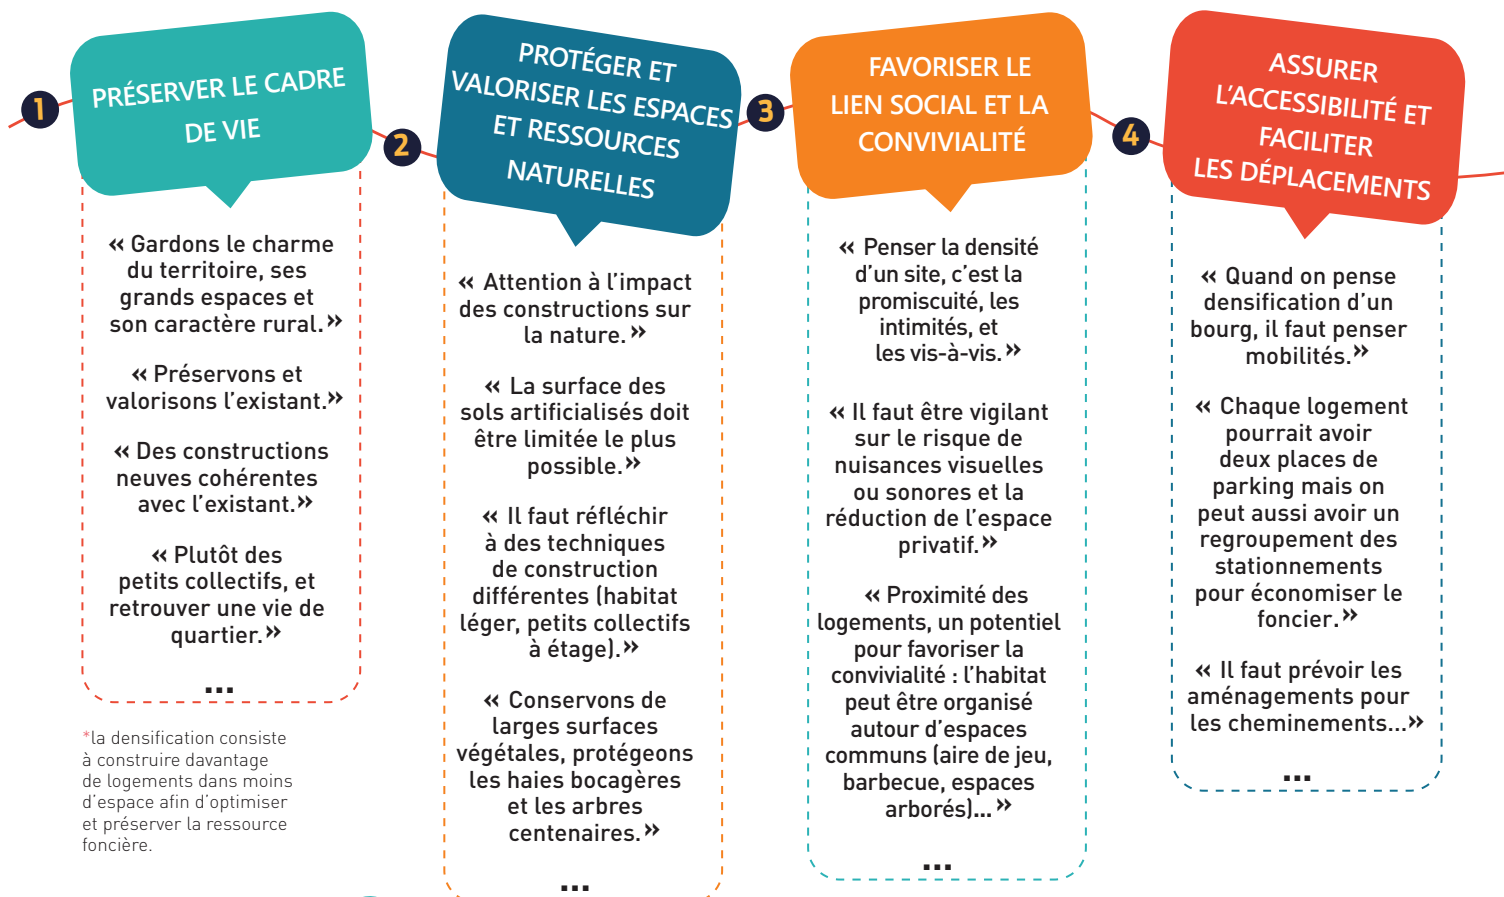 1
PRÉSERVER LE CADRE
DE VIE
« Gardons le charme
du territoire, ses
grands espaces et
son caractère rural.»
« Préservons et
valorisons l’existant.»
« Des constructions
neuves cohérentes
avec l’existant.»
« Plutôt des
petits collectifs, et
retrouver une vie de
quartier.»
...
*la densification consiste
à construire davantage
de logements dans moins
d’espace afin d’optimiser
et préserver la ressource
foncière.
2
PROTÉGER ET
VALORISER LES ESPACES
ET RESSOURCES
NATURELLES
« Attention à l’impact
des constructions sur
la nature.»
« La surface des
sols artificialisés doit
être limitée le plus
possible.»
« Il faut réfléchir
à des techniques
de construction
différentes (habitat
léger, petits collectifs
à étage).»
« Conservons de
larges surfaces
végétales, protégeons
les haies bocagères
et les arbres
centenaires.»
...
3
FAVORISER LE
LIEN SOCIAL ET LA
CONVIVIALITÉ
« Penser la densité
d’un site, c’est la
promiscuité, les
intimités, et
les vis-à-vis.»
« Il faut être vigilant
sur le risque de
nuisances visuelles
ou sonores et la
réduction de l’espace
privatif.»
« Proximité des
logements, un potentiel
pour favoriser la
convivialité : l’habitat
peut être organisé
autour d’espaces
communs (aire de jeu,
barbecue, espaces
arborés)... »
...
4
ASSURER
L’ACCESSIBILITÉ ET
FACILITER
LES DÉPLACEMENTS
« Quand on pense
densification d’un
bourg, il faut penser
mobilités.»
« Chaque logement
pourrait avoir
deux places de
parking mais on
peut aussi avoir un
regroupement des
stationnements
pour économiser le
foncier.»
« Il faut prévoir les
aménagements pour
les cheminements...»
...